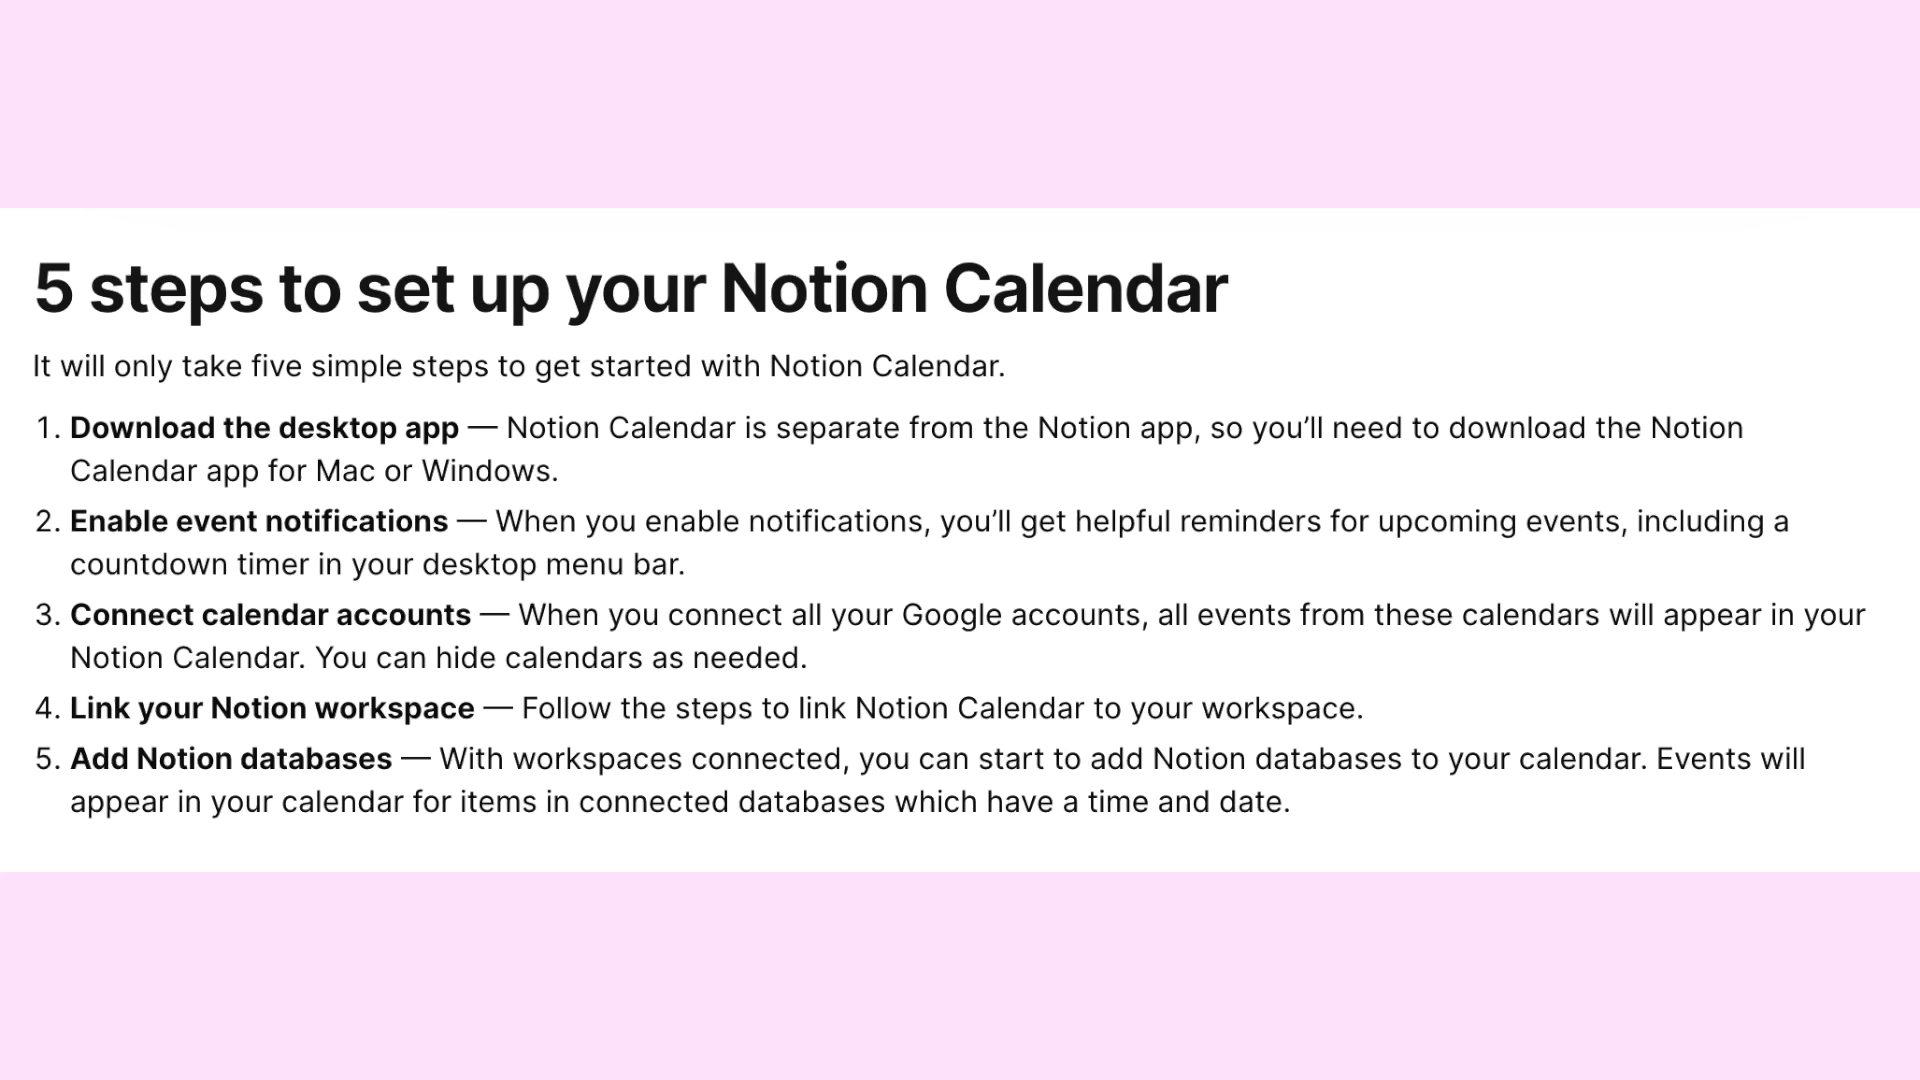 5 steps to set up your Notion Calendar
It will only take five simple steps to get started with Notion Calendar.
1. Download the desktop app — Notion Calendar is separate from the Notion app, so you’ll need to download the Notion
Calendar app for Mac or Windows.
2. Enable event notifications — When you enable notifications, you’ll get helpful reminders for upcoming events, including a
countdown timer in your desktop menu bar.
3. Connect calendar accounts — When you connect all your Google accounts, all events from these calendars will appear in your
Notion Calendar. You can hide calendars as needed.
4. Link your Notion workspace — Follow the steps to link Notion Calendar to your workspace.
5. Add Notion databases — With workspaces connected, you can start to add Notion databases to your calendar. Events will
appear in your calendar for items in connected databases which have a time and date.